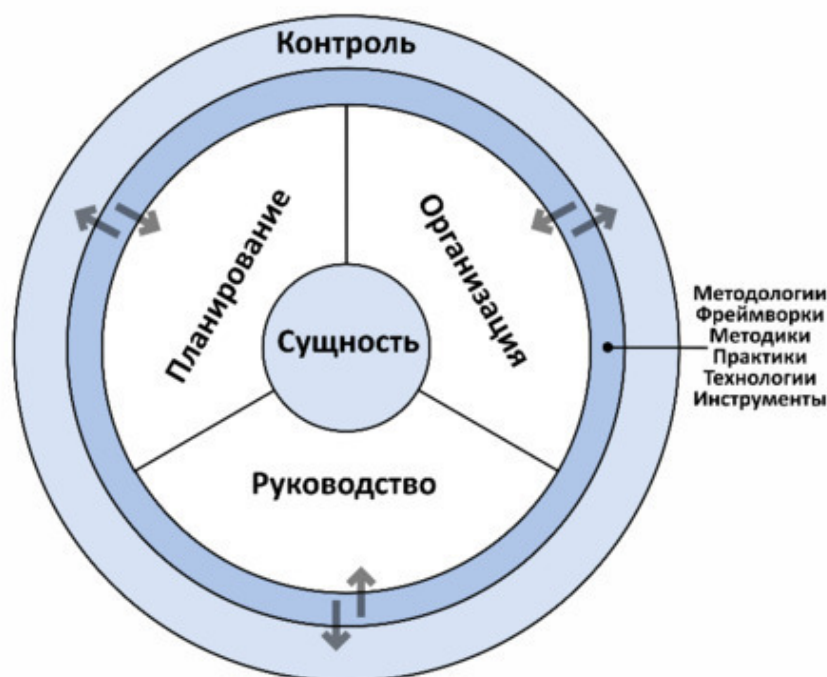 Контроль
Планирование
Организация
Сущность
Руководство
Методологии
Фреймворки
Методики
Практики
Технологии
Инструменты